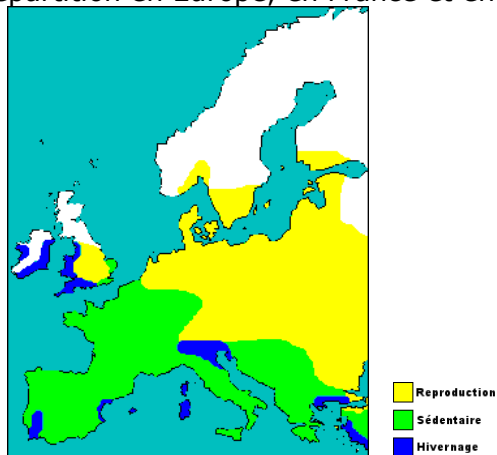 épartition en Europe, en France et en
Reproduction
Sédentaire
Hivernage